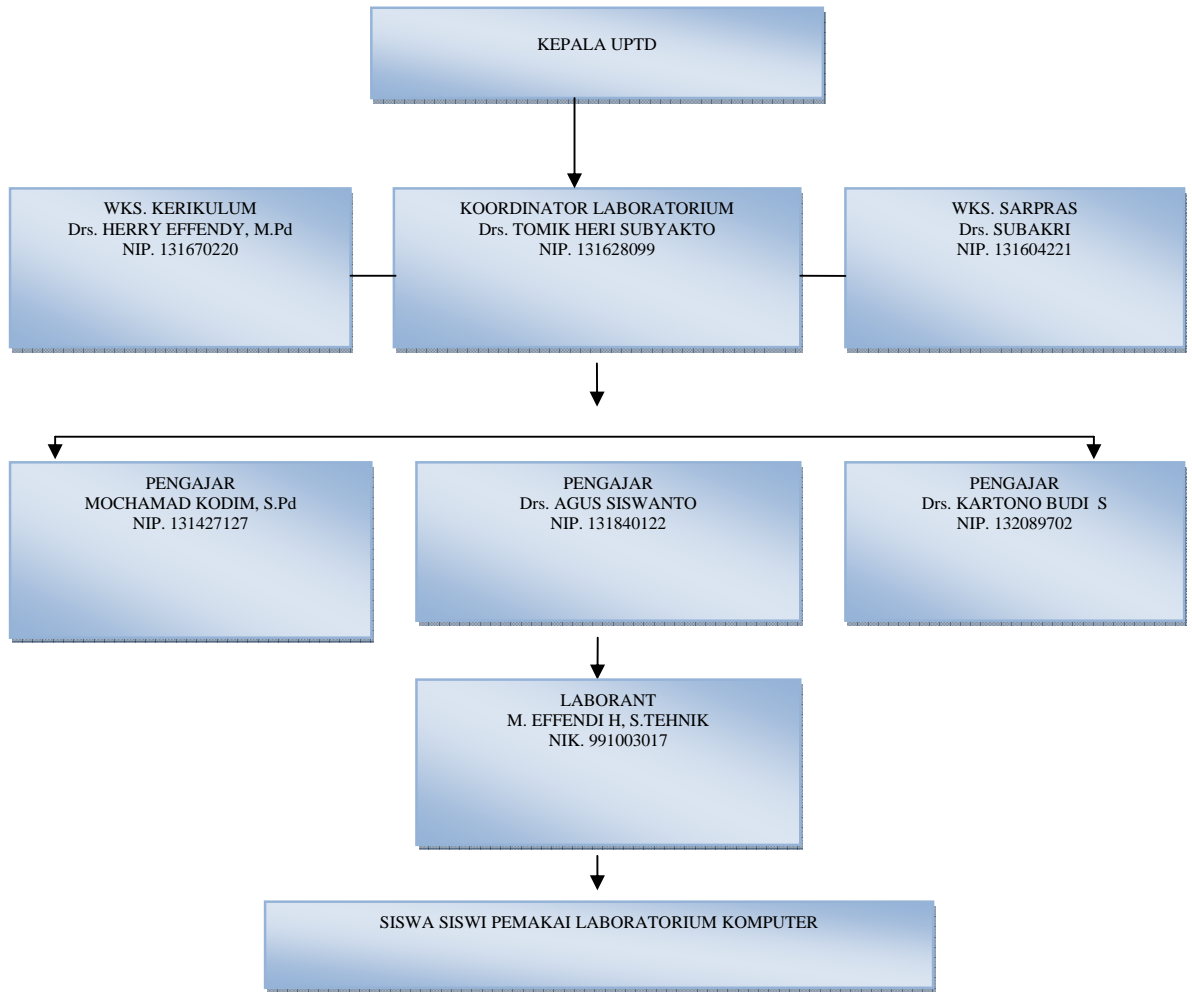 KEPALA UPTD
WKS. KERIKULUM
Drs. HERRY EFFENDY, M.Pd
NIP. 131670220
KOORDINATOR LABORATORIUM
Drs. TOMIK HERI SUBYAKTO
NIP. 131628099
WKS. SARPRAS
Drs. SUBAKRI
NIP. 131604221
PENGAJAR
MOCHAMAD KODIM, S.Pd
NIP. 131427127
PENGAJAR
Drs. AGUS SISWANTO
NIP. 131840122
PENGAJAR
Drs. KARTONO BUDI  S
NIP. 132089702
LABORANT
M. EFFENDI H, S.TEHNIK
NIK. 991003017
SISWA SISWI PEMAKAI LABORATORIUM KOMPUTER